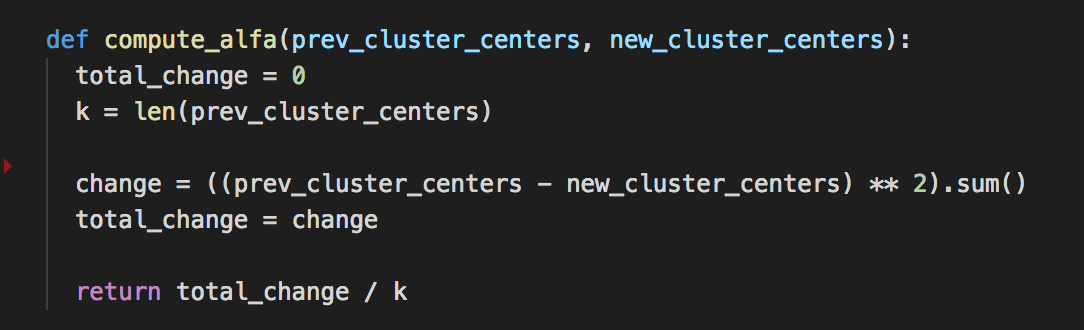 def compute_alfa(prev_cluster_centers, new_cluster_centers):
  total_change = 0
  k = len(prev_cluster_centers)

  change = ((prev_cluster_centers - new_cluster_centers) ** 2).sum()
  total_change = change

  return total_change / k